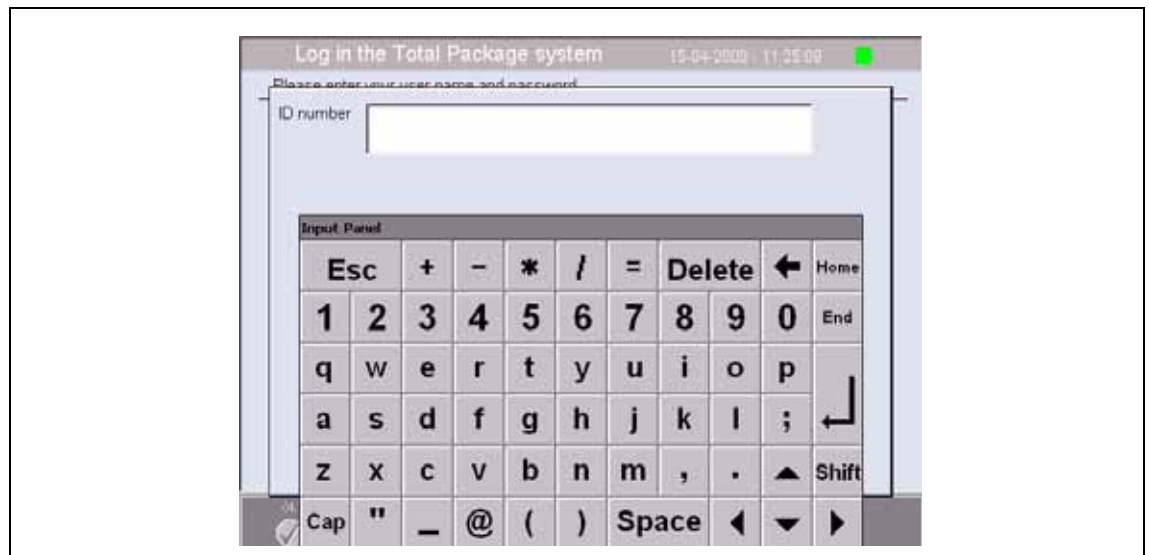 Log in the Total Package system 15-04-2009 - 11:25:08
Please enter your user name and password
ID number
Input Panel
Esc + - * / = Delete Home
1 2 3 4 5 6 7 8 9 0 End
q w e r t y u i o p
a s d f g h j k l ;
z x c v b n m , . Shift
Cap " _ @ ( ) Space